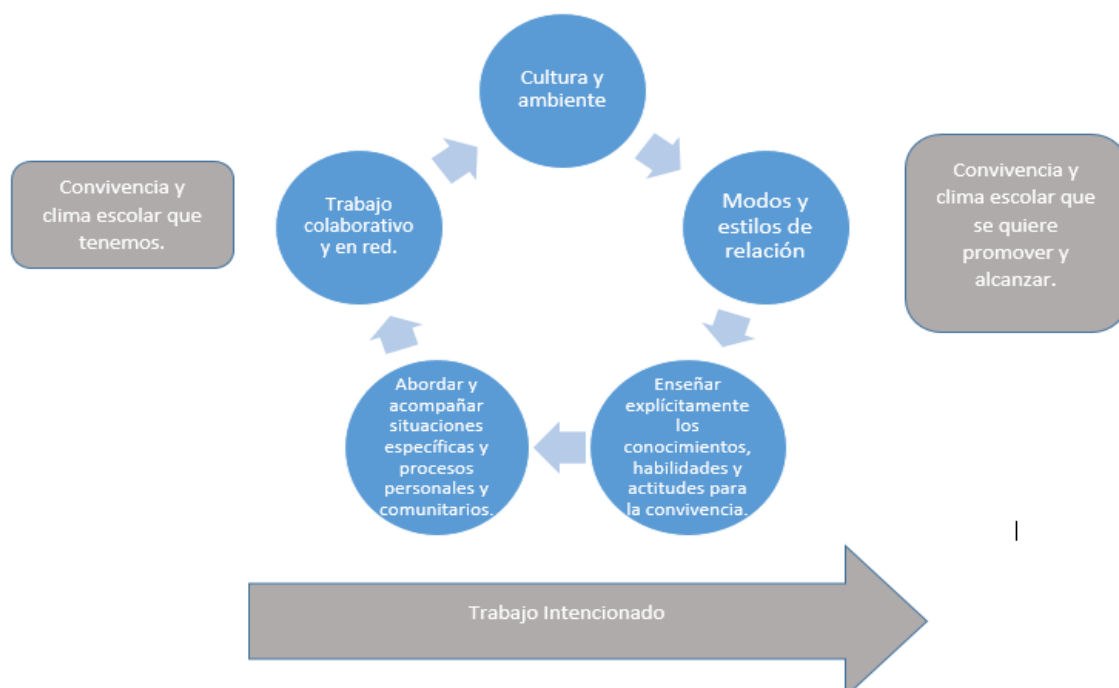 Cultura y
ambiente
Convivencia y
clima escolar que
tenemos.
Trabajo
colaborativo
y en red.
Modos y
estilos de
relación
Convivencia y
clima escolar que
se quiere
promover y
alcanzar.
Abordar y
acompañar
situaciones
específicas y
procesos
personales y
comunitarios.
Enseñar
explícitamente
los
conocimientos,
habilidades y
actitudes para
la convivencia.
Trabajo Intencionado